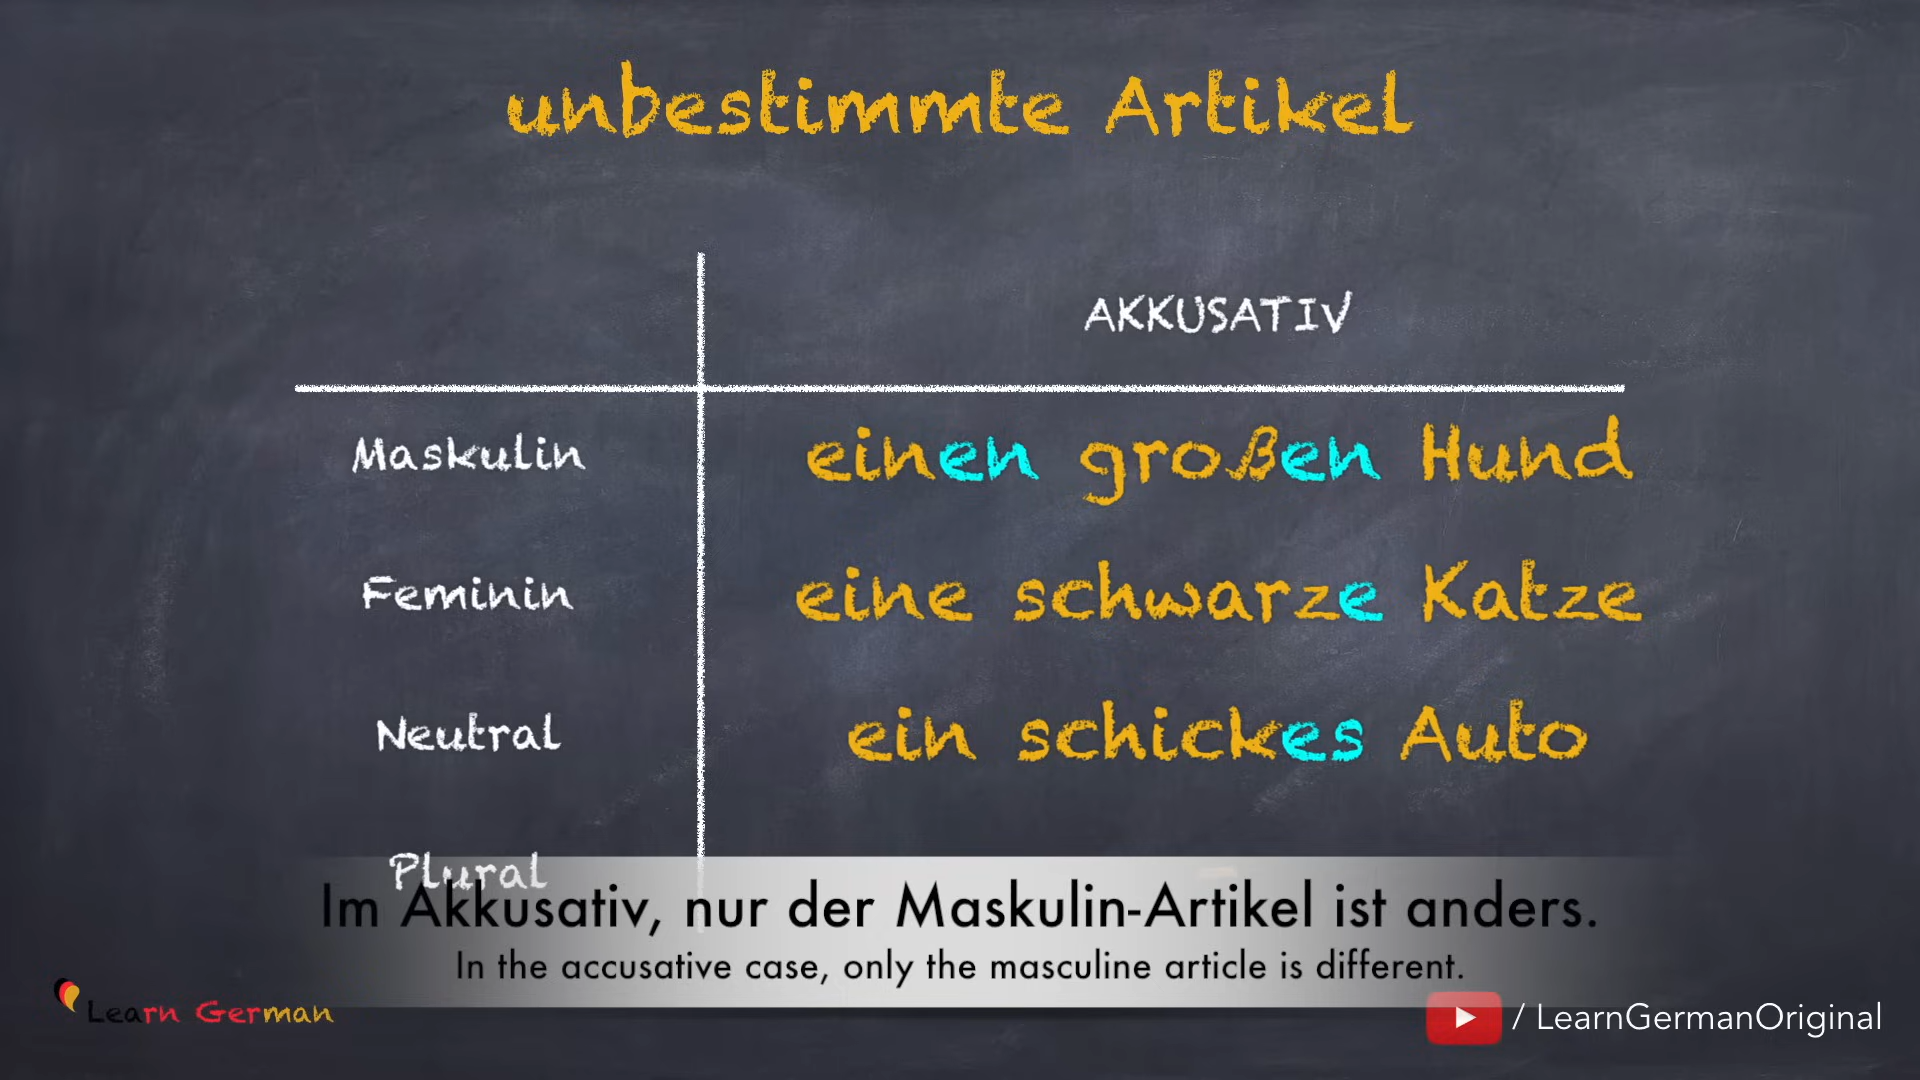 unbestimmte Artikel
AKKUSATIV
Maskulin einen großen Hund
Feminin eine schwarze Katze
Neutral ein schickes Auto
Plural
Im Akkusativ, nur der Maskulin-Artikel ist anders.
In the accusative case, only the masculine article is different.
Learn German
/ LearnGermanOriginal